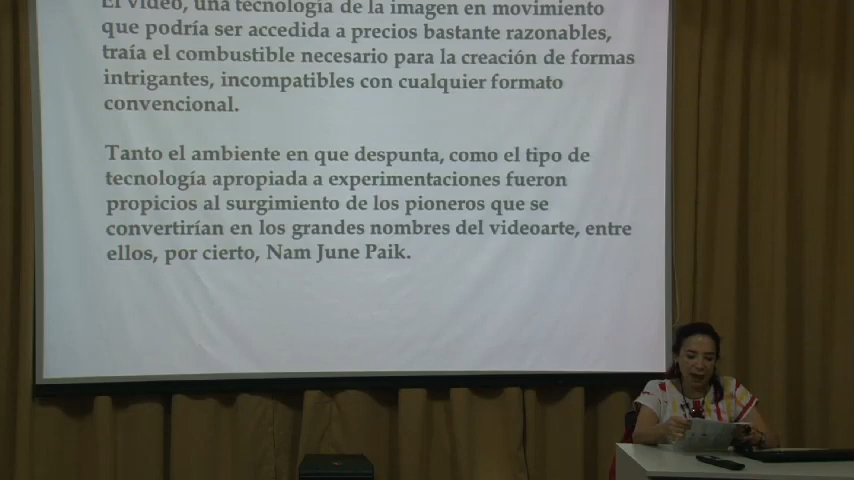 El video, una tecnología de la imagen en movimiento
que podría ser accedida a precios bastante razonables,
traía el combustible necesario para la creación de formas
intrigantes, incompatibles con cualquier formato
convencional.
Tanto el ambiente en que despunta, como el tipo de
tecnología apropiada a experimentaciones fueron
propicios al surgimiento de los pioneros que se
convertirían en los grandes nombres del videoarte, entre
ellos, por cierto, Nam June Paik.